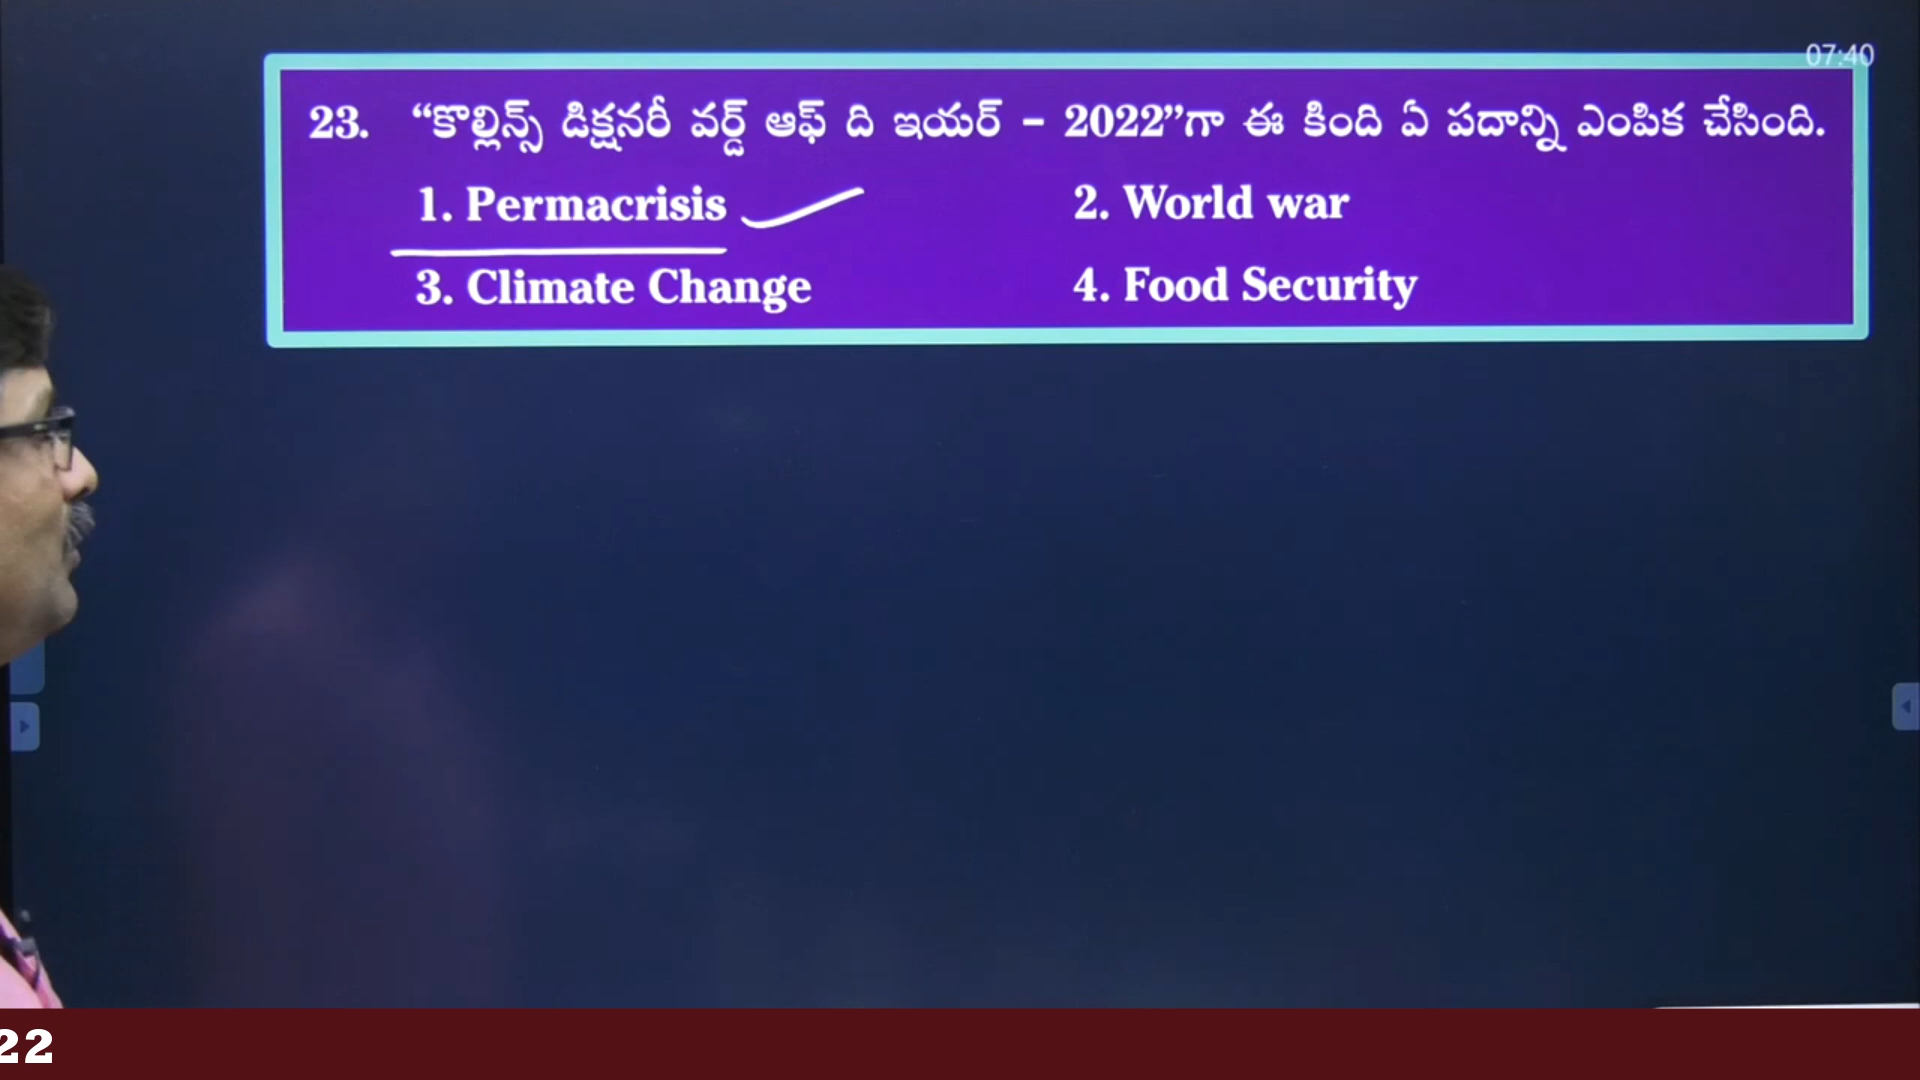 07:40
23. “కొల్లిన్స్ డిక్షనరీ వర్డ్ ఆఫ్ ది ఇయర్ – 2022”గా ఈ కింది ఏ పదాన్ని ఎంపిక చేసింది.
1. Permacrisis 2. World war
3. Climate Change 4. Food Security
22